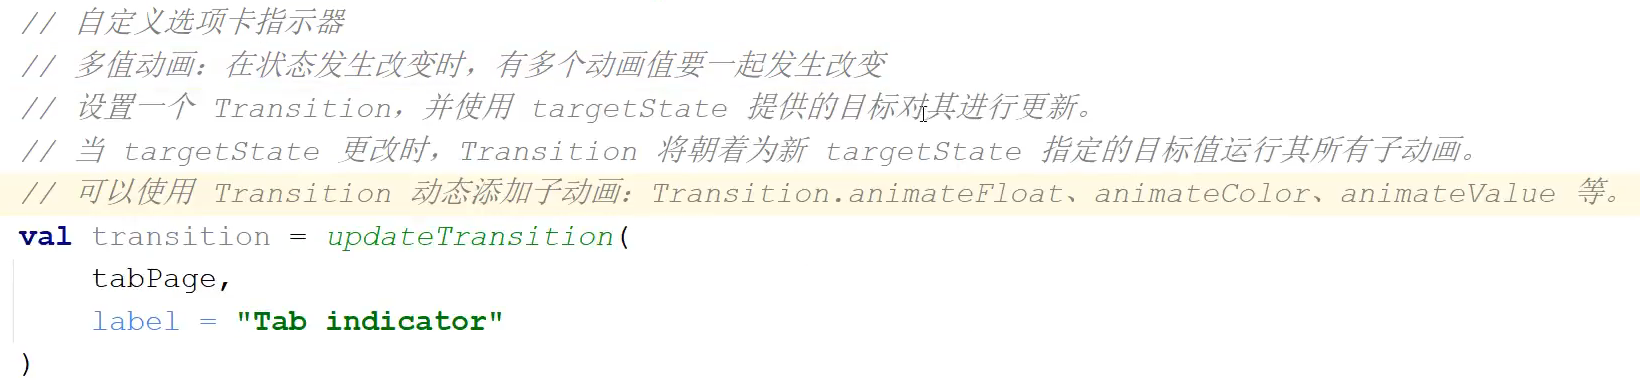 // 自定义选项卡指示器
// 多值动画：在状态发生改变时，有多个动画值要一起发生改变
// 设置一个 Transition，并使用 targetState 提供的目标对其进行更新。
// 当 targetState 更改时，Transition 将朝着为新 targetState 指定的目标值运行其所有子动画。
// 可以使用 Transition 动态添加子动画：Transition.animateFloat、animateColor、animateValue 等。
val transition = updateTransition(
    tabPage,
    label = "Tab indicator"
)